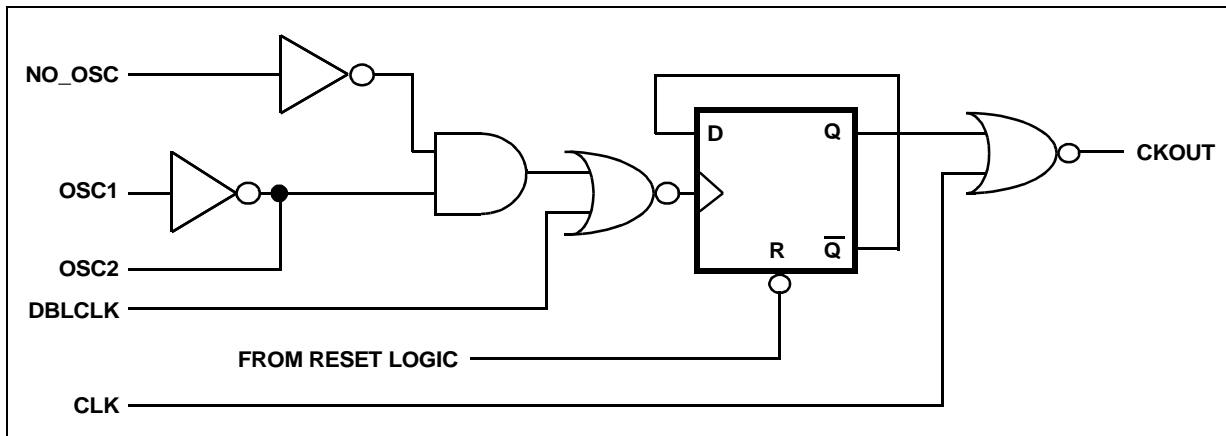 NO_OSC
OSC1
OSC2
DBLCLK
FROM RESET LOGIC
CLK
D
Q
R
Q̅
CKOUT